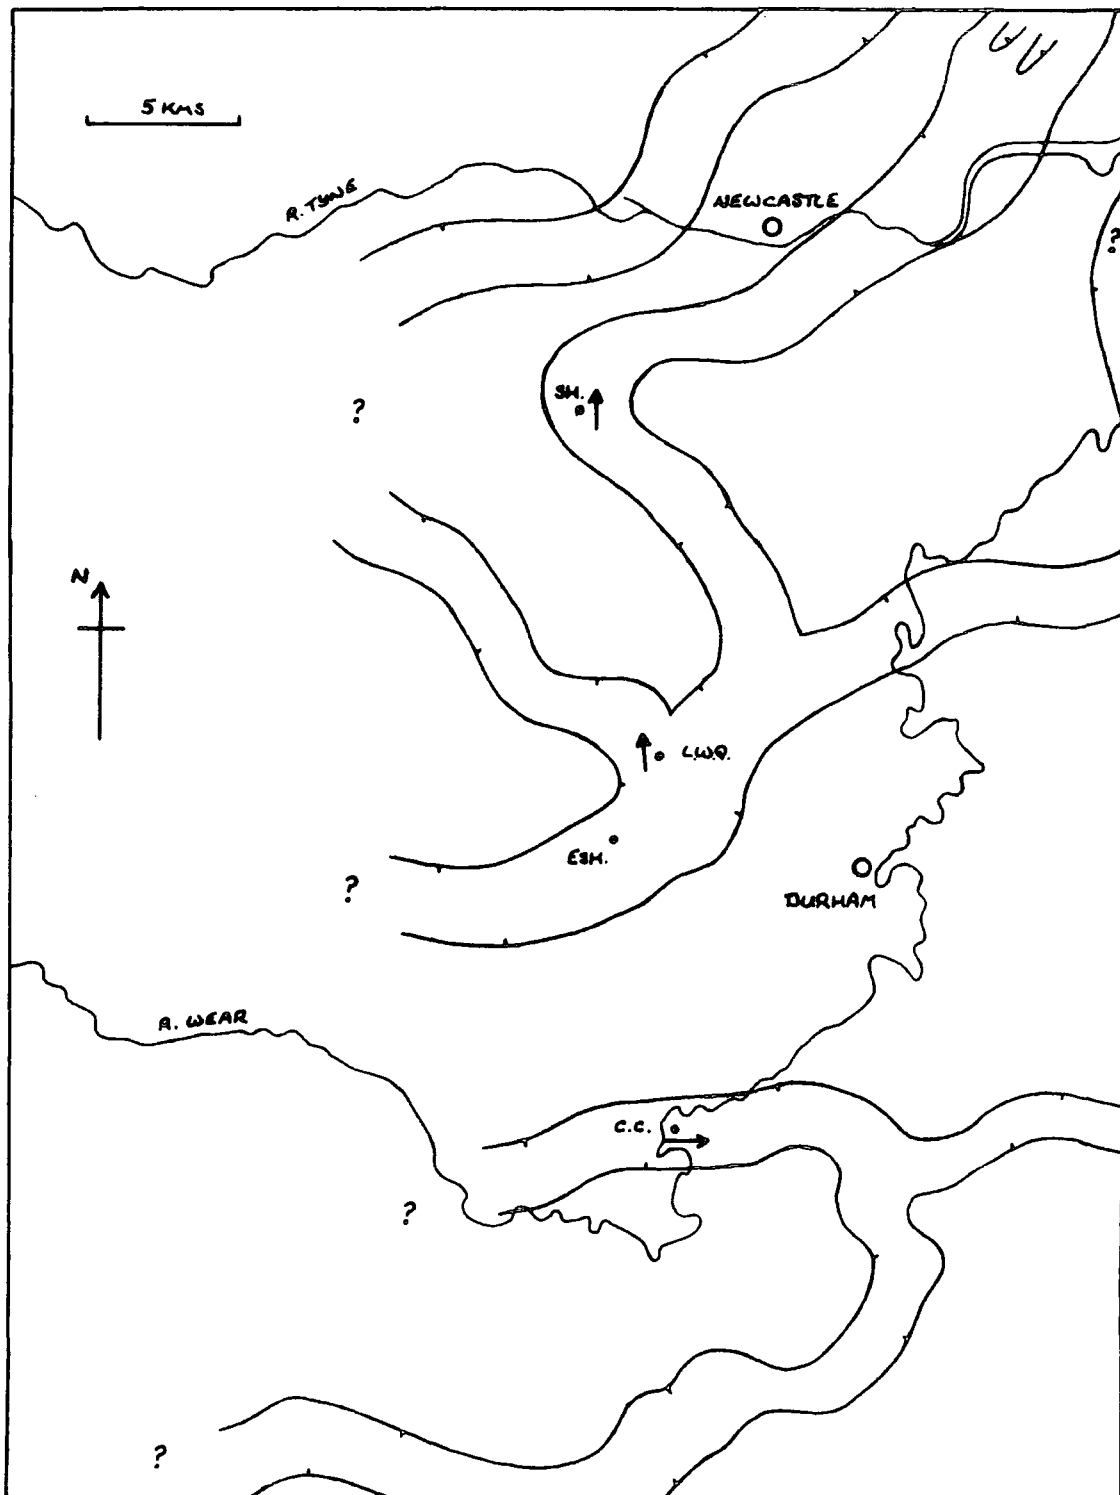 5 KMS
R. TYNE
NEWCASTLE
?
SH.
?
N
L.W.Q.
ESH.
?
DURHAM
R. WEAR
C.C.
?
?